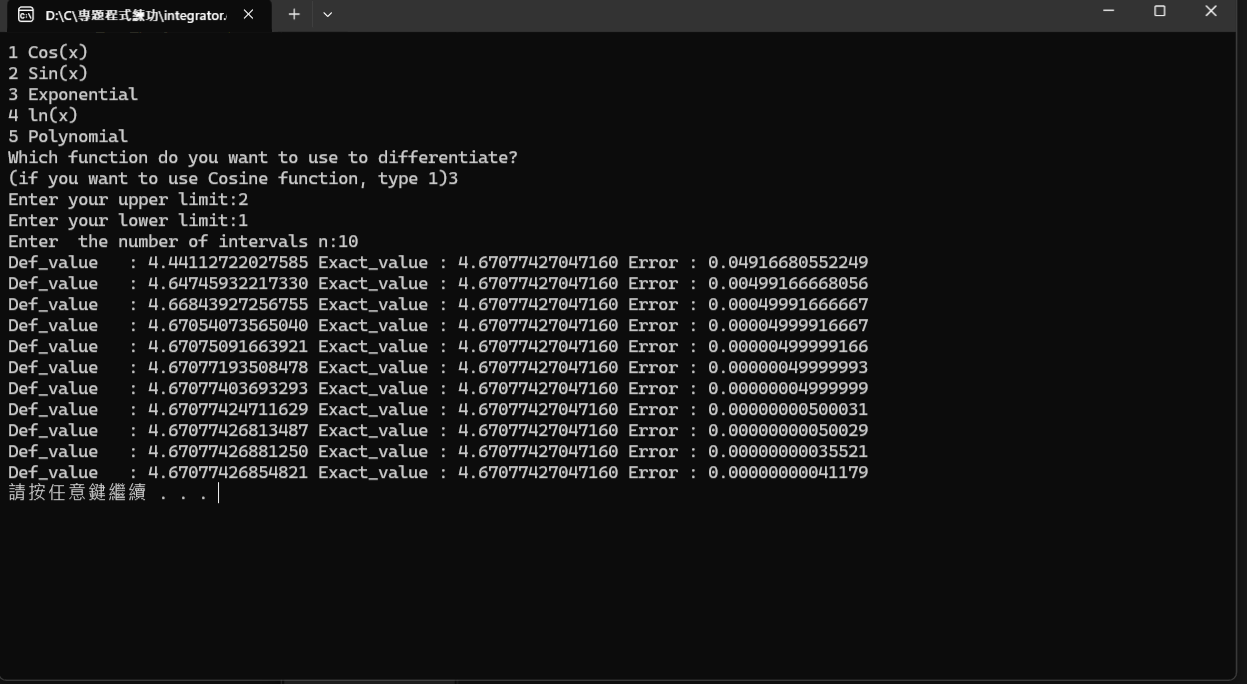 D:\C\專題程式練功\integrator.
1 Cos(x)
2 Sin(x)
3 Exponential
4 ln(x)
5 Polynomial
Which function do you want to use to differentiate?
(if you want to use Cosine function, type 1)3
Enter your upper limit:2
Enter your lower limit:1
Enter  the number of intervals n:10
Def_value   : 4.44112722027585 Exact_value : 4.67077427047160 Error : 0.04916680552249
Def_value   : 4.64745932217330 Exact_value : 4.67077427047160 Error : 0.00499166668056
Def_value   : 4.66843927256755 Exact_value : 4.67077427047160 Error : 0.00049991666667
Def_value   : 4.67054073565040 Exact_value : 4.67077427047160 Error : 0.00004999916667
Def_value   : 4.67075091663921 Exact_value : 4.67077427047160 Error : 0.00000499999166
Def_value   : 4.67077193508478 Exact_value : 4.67077427047160 Error : 0.00000049999993
Def_value   : 4.67077403693293 Exact_value : 4.67077427047160 Error : 0.00000004999999
Def_value   : 4.67077424711629 Exact_value : 4.67077427047160 Error : 0.00000000500031
Def_value   : 4.67077426813487 Exact_value : 4.67077427047160 Error : 0.00000000050029
Def_value   : 4.67077426881250 Exact_value : 4.67077427047160 Error : 0.00000000035521
Def_value   : 4.67077426854821 Exact_value : 4.67077427047160 Error : 0.00000000041179
請按任意鍵繼續 . . .